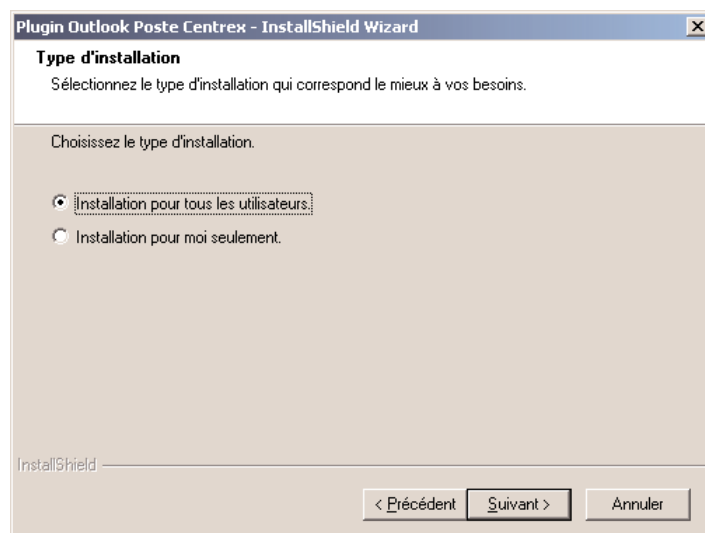 Plugin Outlook Poste Centrex - InstallShield Wizard
Type d'installation
Sélectionnez le type d'installation qui correspond le mieux à vos besoins.
Choisissez le type d'installation.
Installation pour tous les utilisateurs.
Installation pour moi seulement.
InstallShield
< Précédent Suivant > Annuler